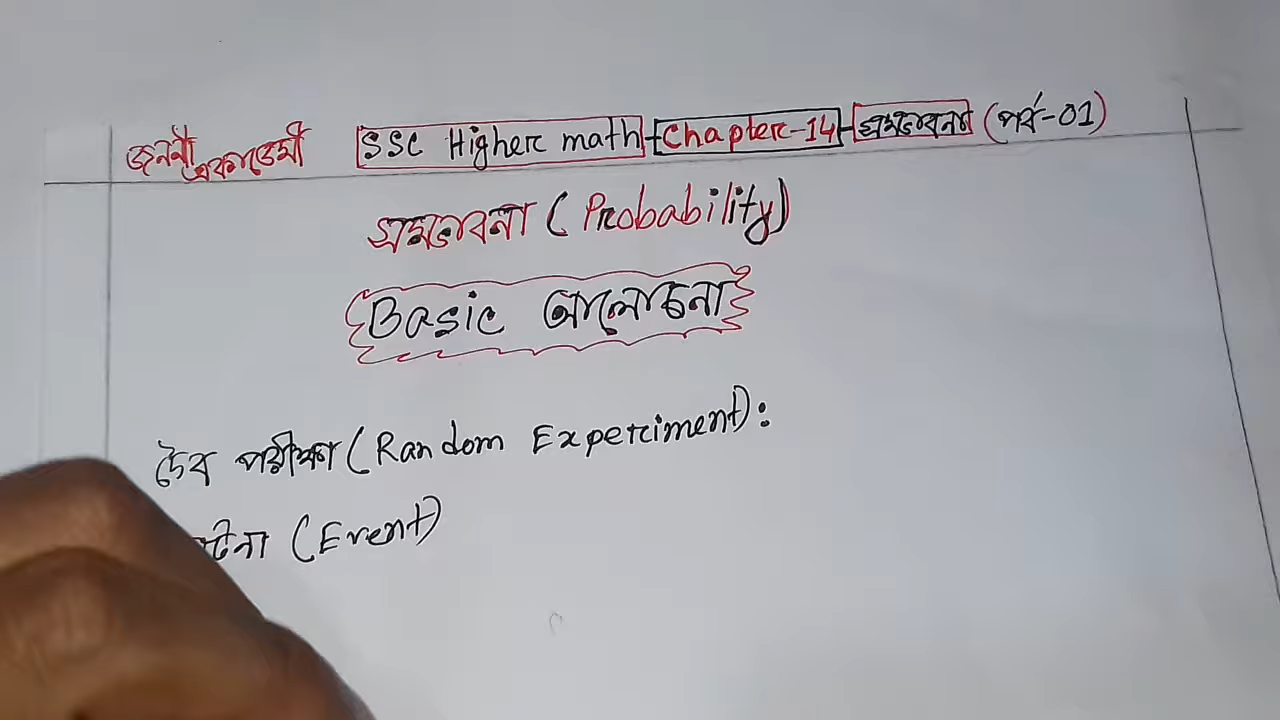 জননী একাডেমী SSC Higher math - Chapter-14 - সম্ভাবনা (পর্ব-01)
সম্ভাবনা (Probability)
Basic আলোচনা
দৈব পরীক্ষা (Random Experiment):
(Event)